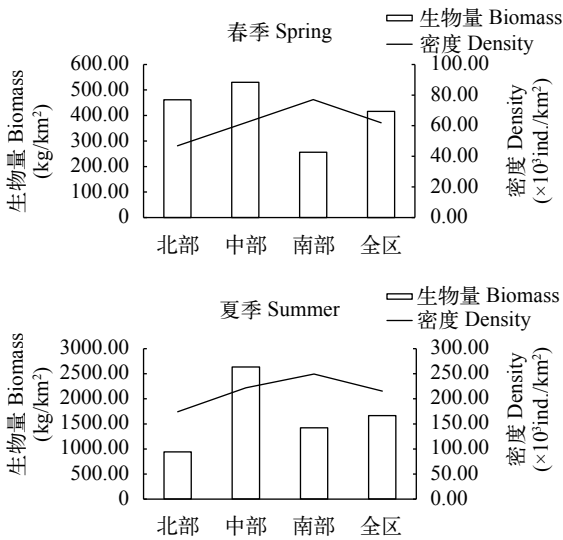 春季 Spring
生物量 Biomass
密度 Density
生物量 Biomass
(kg/km²)
600.00
500.00
400.00
300.00
200.00
100.00
0
100.00
80.00
60.00
40.00
20.00
0.00
密度 Density
(×10³ind./km²)
北部 中部 南部 全区
夏季 Summer
生物量 Biomass
密度 Density
生物量 Biomass
(kg/km²)
3000.00
2500.00
2000.00
1500.00
1000.00
500.00
0
300.00
250.00
200.00
150.00
100.00
50.00
0.00
密度 Density
(×10³ind./km²)
北部 中部 南部 全区